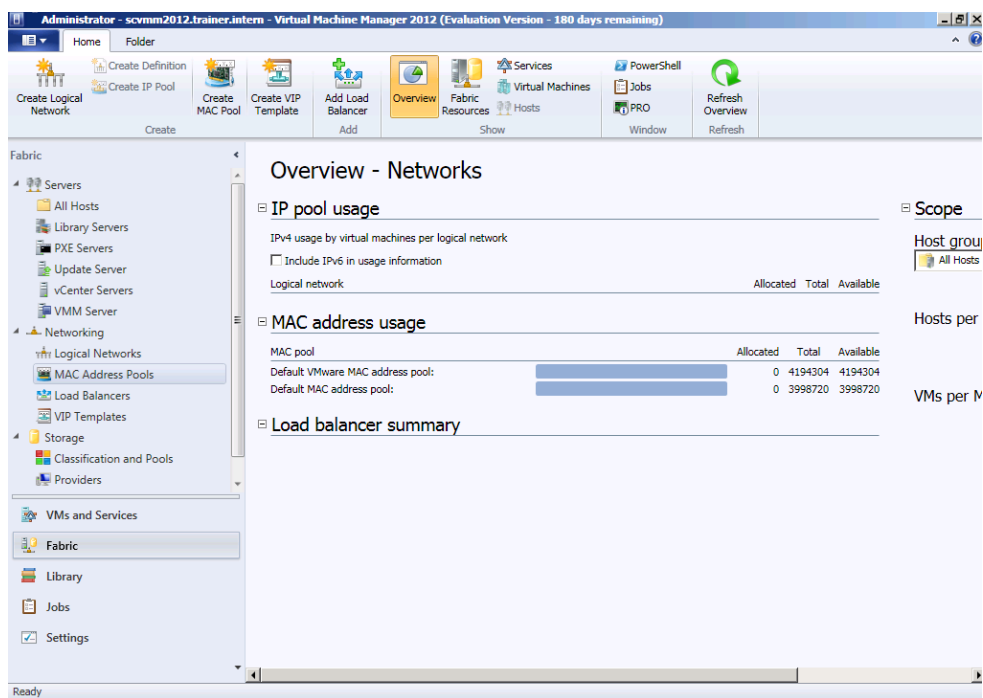 Administrator - scvmm2012.trainer.intern - Virtual Machine Manager 2012 (Evaluation Version - 180 days remaining)
Home Folder
Create Logical Network
Create Definition
Create IP Pool
Create MAC Pool
Create VIP Template
Add Load Balancer
Overview
Fabric Resources
Services
Virtual Machines
Hosts
PowerShell
Jobs
PRO
Refresh Overview
Create Add Show Window Refresh
Fabric
Servers
All Hosts
Library Servers
PXE Servers
Update Server
vCenter Servers
VMM Server
Networking
Logical Networks
MAC Address Pools
Load Balancers
VIP Templates
Storage
Classification and Pools
Providers
VMs and Services
Fabric
Library
Jobs
Settings
Overview - Networks
IP pool usage
IPv4 usage by virtual machines per logical network
Include IPv6 in usage information
Logical network Allocated Total Available
MAC address usage
MAC pool Allocated Total Available
Default VMware MAC address pool: 0 4194304 4194304
Default MAC address pool: 0 3998720 3998720
Load balancer summary
Scope
Host grou
All Hosts
Hosts per
VMs per M
Ready